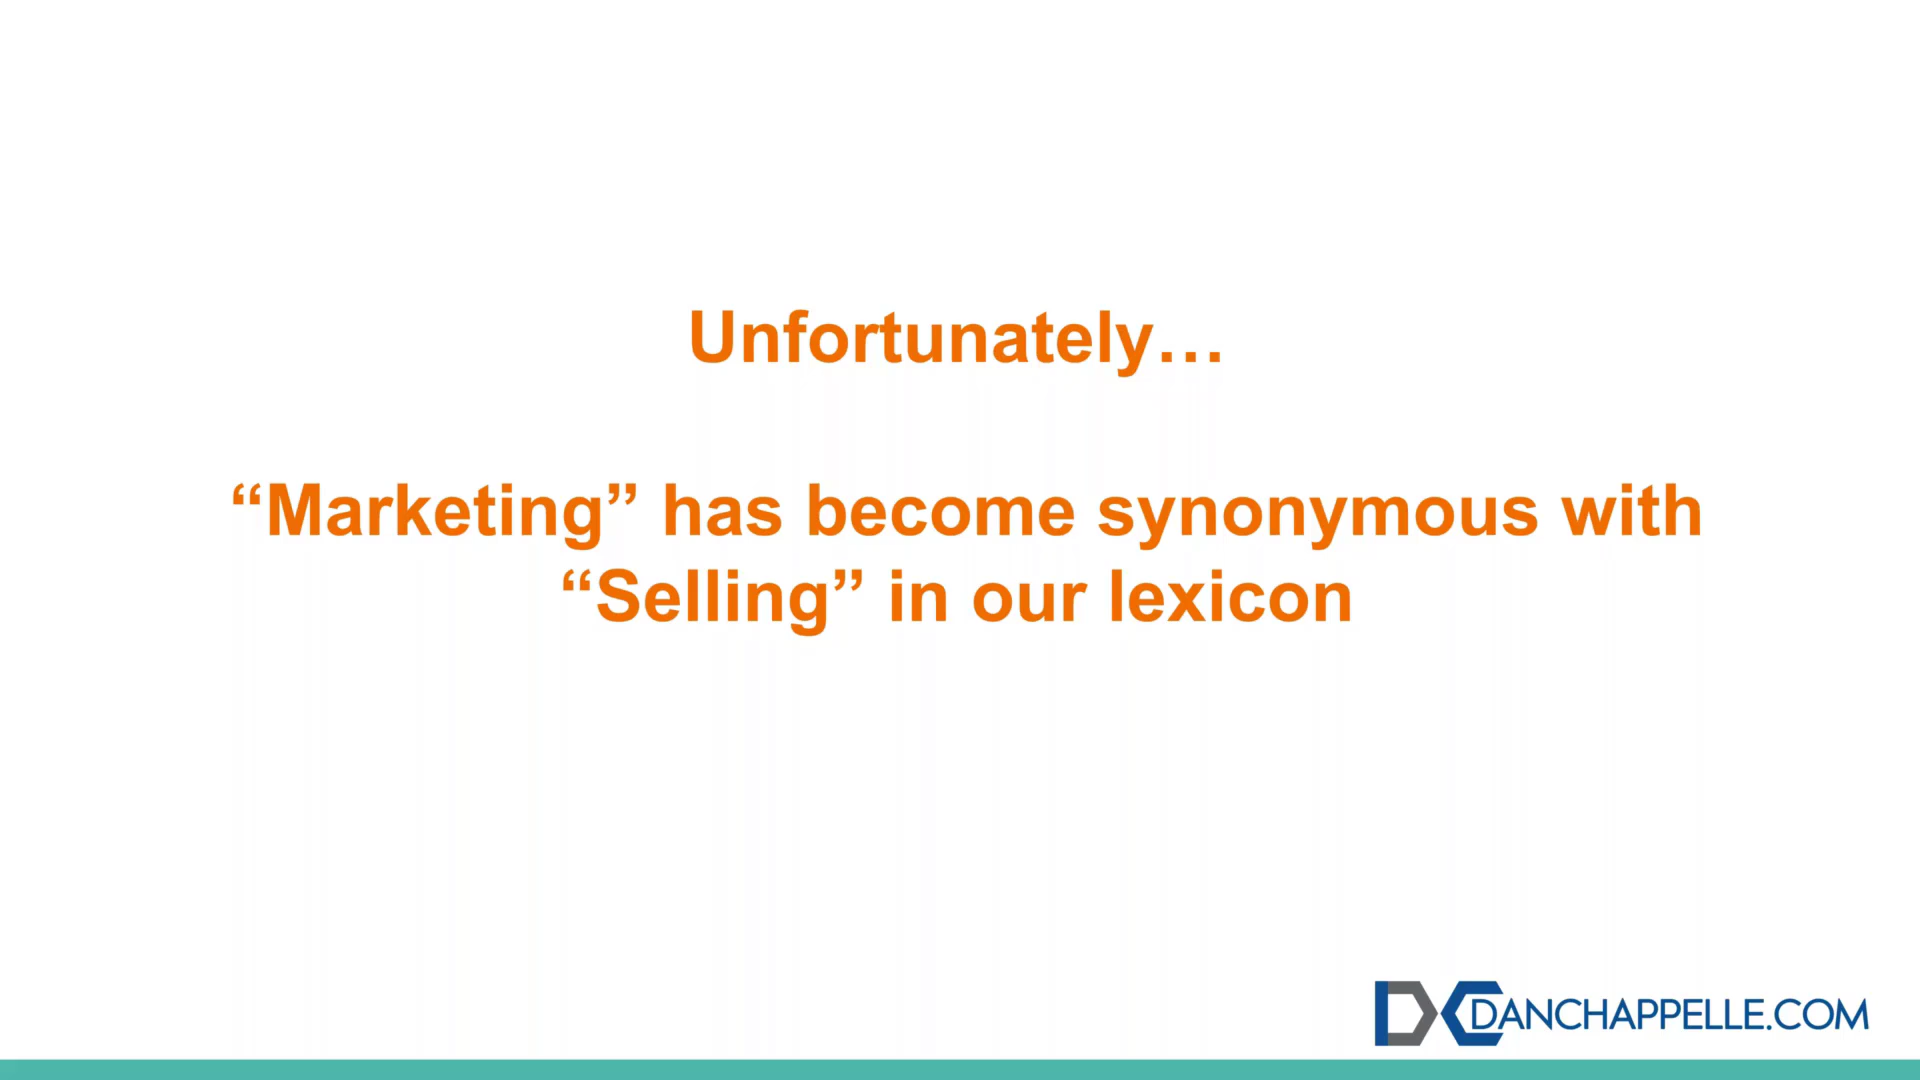 Unfortunately…
“Marketing” has become synonymous with
“Selling” in our lexicon
DANCHAPPELLE.COM